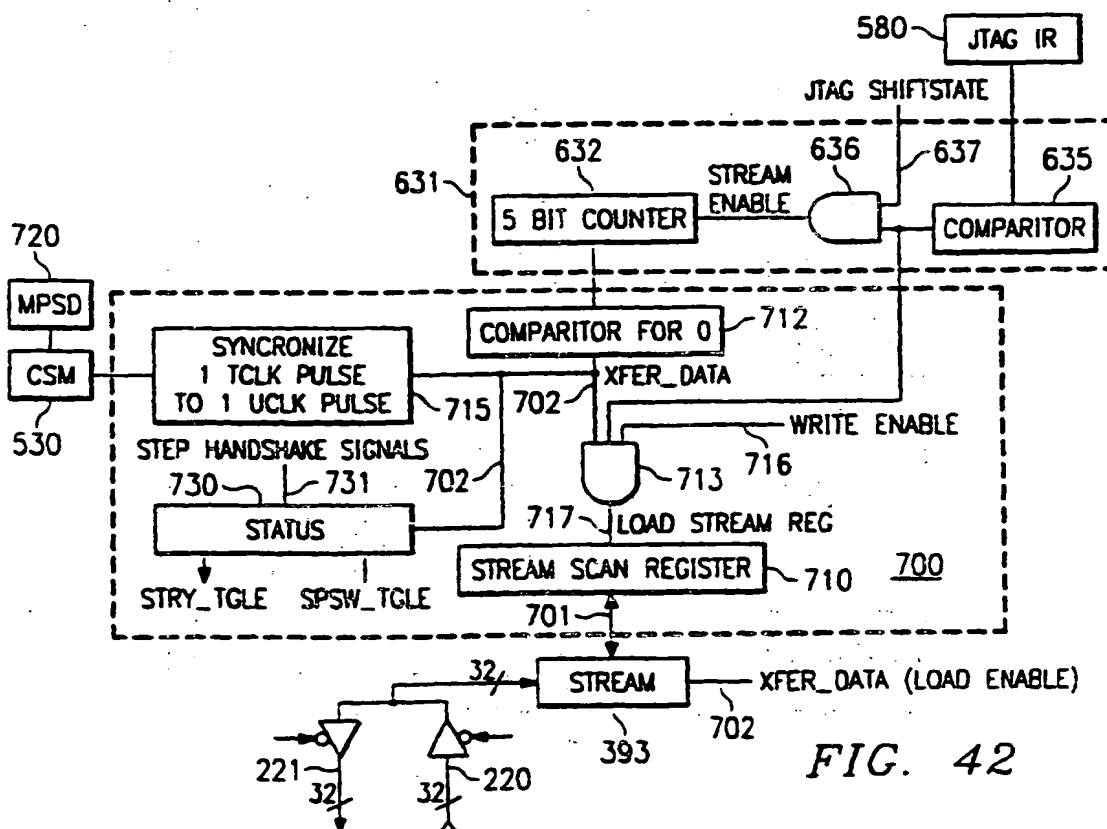 580
JTAG IR
JTAG SHIFTSTATE
632
636
637
635
631
STREAM
ENABLE
5 BIT COUNTER
COMPARITOR
720
MPSD
COMPARITOR FOR 0
712
SYNCRONIZE
1 TCLK PULSE
TO 1 UCLK PULSE
CSM
715
702
XFER_DATA
530
STEP HANDSHAKE SIGNALS
WRITE ENABLE
716
730
731
702
713
STATUS
717
LOAD STREAM REG
STREAM SCAN REGISTER
710
700
STRY_TGLE
SPSW_TGLE
701
32
STREAM
XFER_DATA (LOAD ENABLE)
702
393
221
220
32
32
FIG. 42